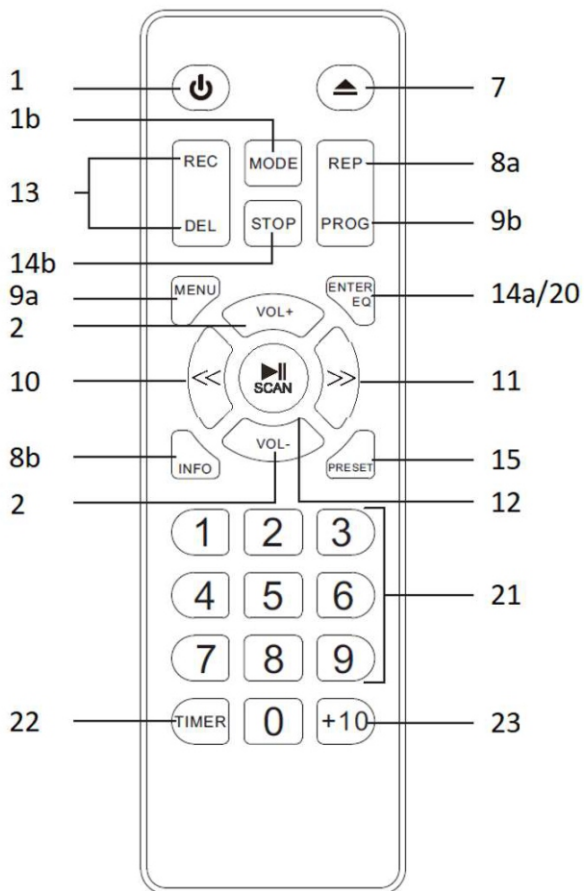 1 7
1b
REC MODE REP 8a
13
DEL STOP PROG 9b
14b
MENU ENTER EQ 14a/20
9a
VOL+
2
10 << SCAN >> 11
8b VOL- 15
INFO PRESET
2 12
1 2 3
4 5 6 21
7 8 9
22 TIMER 0 +10 23